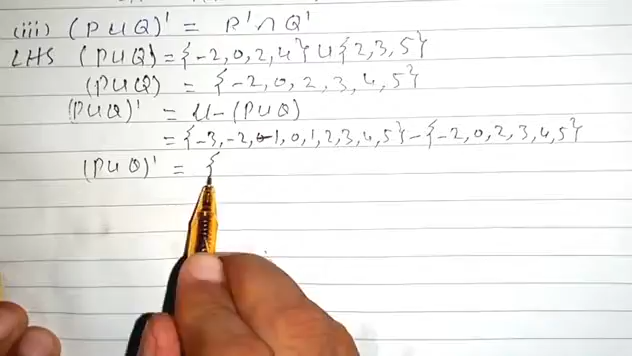 (iii) (P∪Q)' = P'∩Q'
LHS (P∪Q) = {-2,0,2,4} ∪ {2,3,5}
(P∪Q) = {-2,0,2,3,4,5}
(P∪Q)' = U-(P∪Q)
= {-3,-2,-1,0,1,2,3,4,5} - {-2,0,2,3,4,5}
(P∪Q)' = {